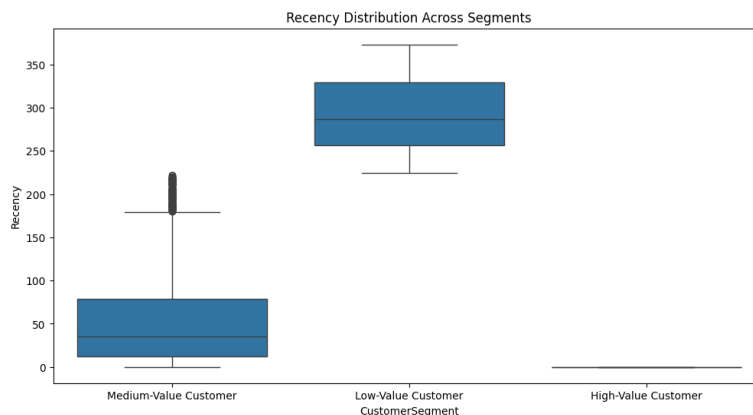 Recency Distribution Across Segments
350
300
250
200
150
100
50
0
Recency
Medium-Value Customer
Low-Value Customer
High-Value Customer
CustomerSegment